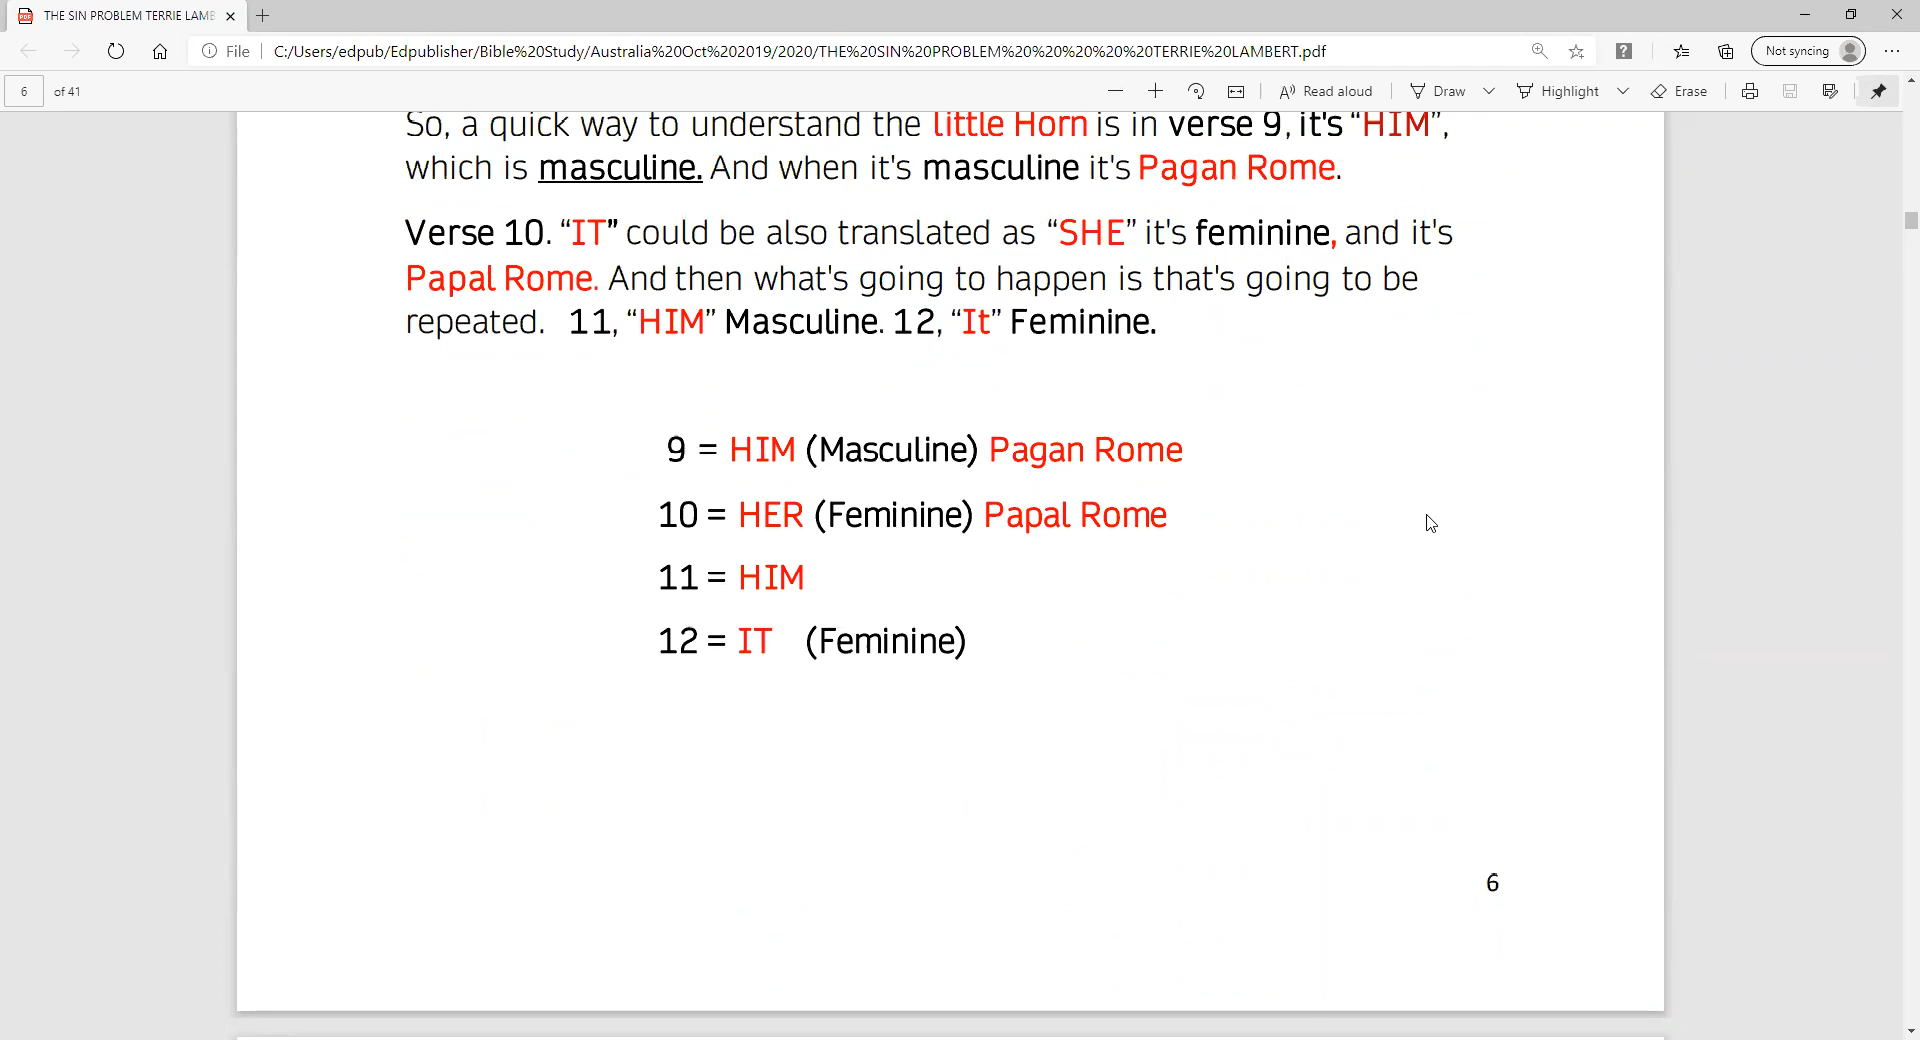 THE SIN PROBLEM TERRIE LAMB
File
C:/Users/edpub/Edpublisher/Bible%20Study/Australia%20Oct%202019/2020/THE%20SIN%20PROBLEM%20%20%20%20%20TERRIE%20LAMBERT.pdf
Not syncing
6 of 41
Read aloud
Draw
Highlight
Erase
So, a quick way to understand the little Horn is in verse 9, it's “HIM”,
which is masculine. And when it's masculine it's Pagan Rome.
Verse 10. “IT” could be also translated as “SHE” it's feminine, and it's
Papal Rome. And then what's going to happen is that's going to be
repeated. 11, “HIM” Masculine. 12, “It” Feminine.
9 = HIM (Masculine) Pagan Rome
10 = HER (Feminine) Papal Rome
11 = HIM
12 = IT (Feminine)
6